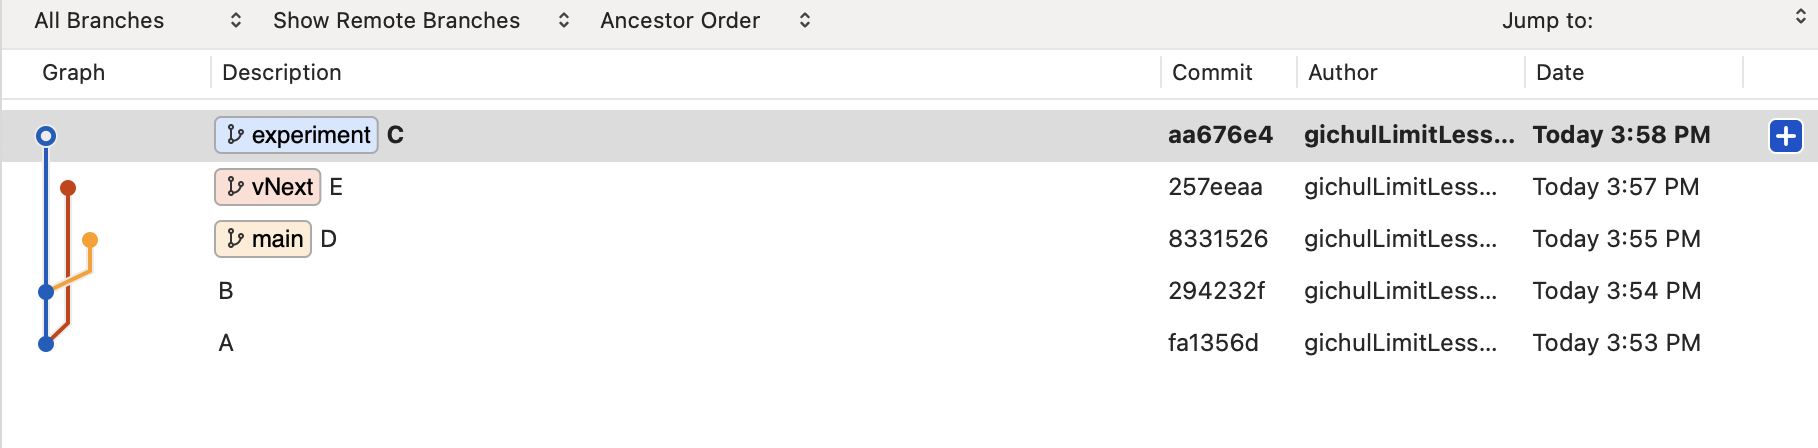 All Branches Show Remote Branches Ancestor Order Jump to:
Graph Description Commit Author Date
experiment C aa676e4 gichulLimitLess... Today 3:58 PM
vNext E 257eeaa gichulLimitLess... Today 3:57 PM
main D 8331526 gichulLimitLess... Today 3:55 PM
B 294232f gichulLimitLess... Today 3:54 PM
A fa1356d gichulLimitLess... Today 3:53 PM